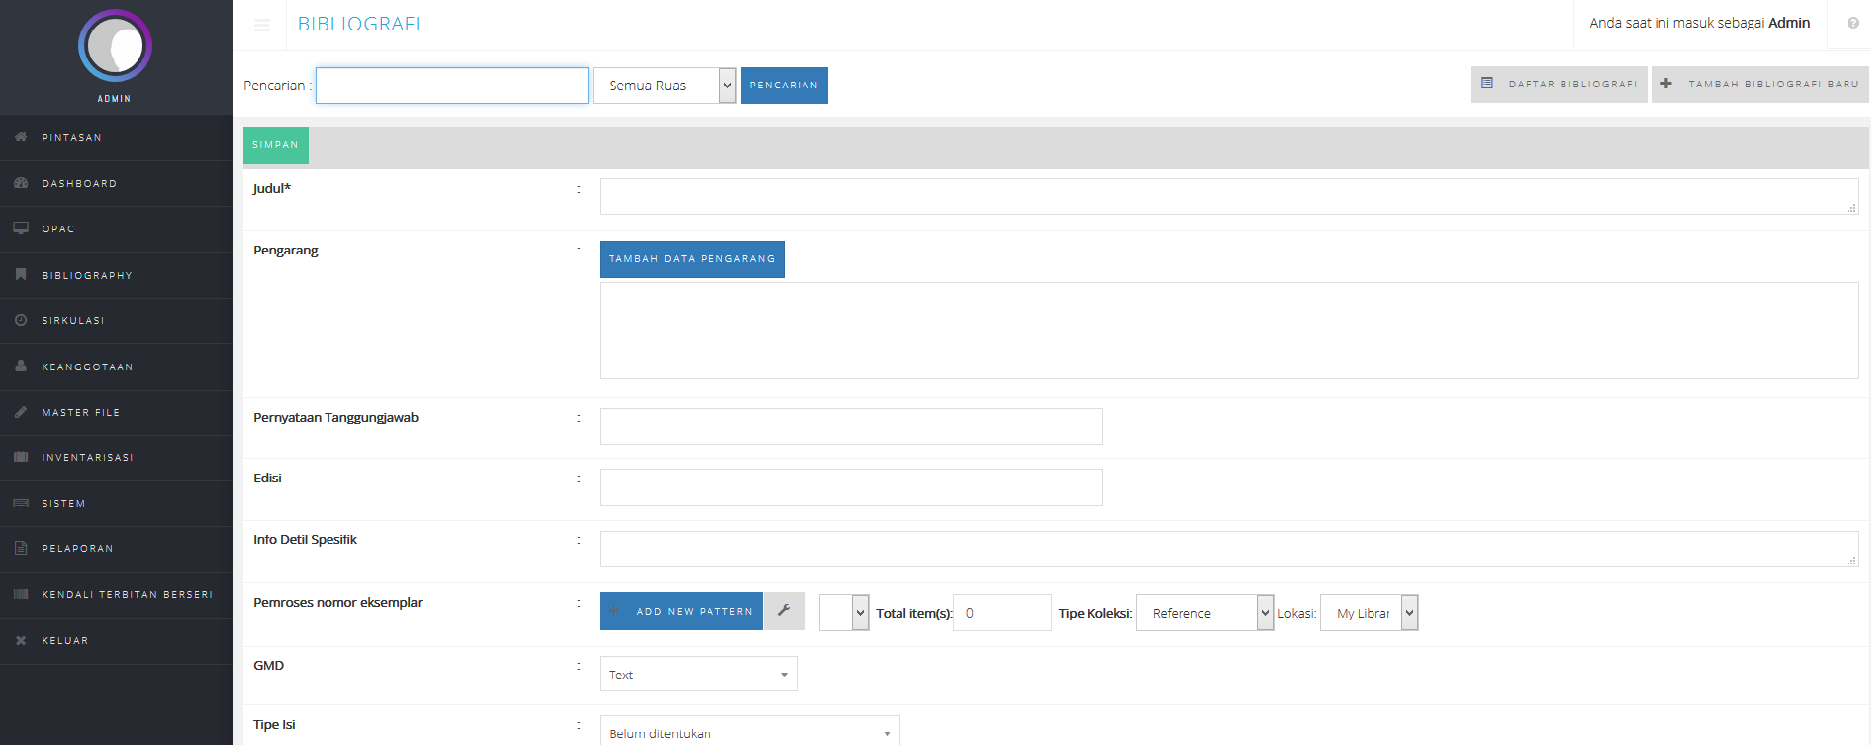 BIBLIOGRAFI
Anda saat ini masuk sebagai Admin
ADMIN
Pencarian :
Semua Ruas
PENCARIAN
DAFTAR BIBLIOGRAFI
TAMBAH BIBLIOGRAFI BARU
PINTASAN
DASHBOARD
OPAC
BIBLIOGRAPHY
SIRKULASI
KEANGGOTAAN
MASTER FILE
INVENTARISASI
SISTEM
PELAPORAN
KENDALI TERBITAN BERSERI
KELUAR
SIMPAN
Judul* :
Pengarang : TAMBAH DATA PENGARANG
Pernyataan Tanggungjawab :
Edisi :
Info Detil Spesifik :
Pemroses nomor eksemplar : ADD NEW PATTERN Total item(s): 0 Tipe Koleksi: Reference Lokasi: My Librar
GMD : Text
Tipe Isi : Belum ditentukan